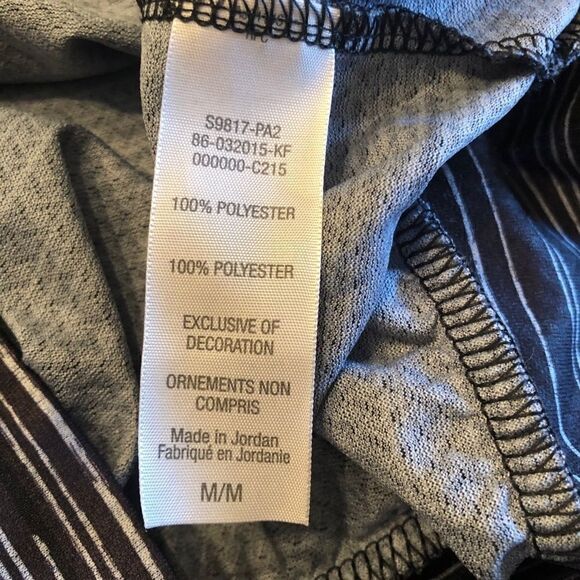 S9817-PA2
86-032015-KF
000000-C215
100% POLYESTER
100% POLYESTER
EXCLUSIVE OF
DECORATION
ORNEMENTS NON
COMPRIS
Made in Jordan
Fabriqué en Jordanie
M/M